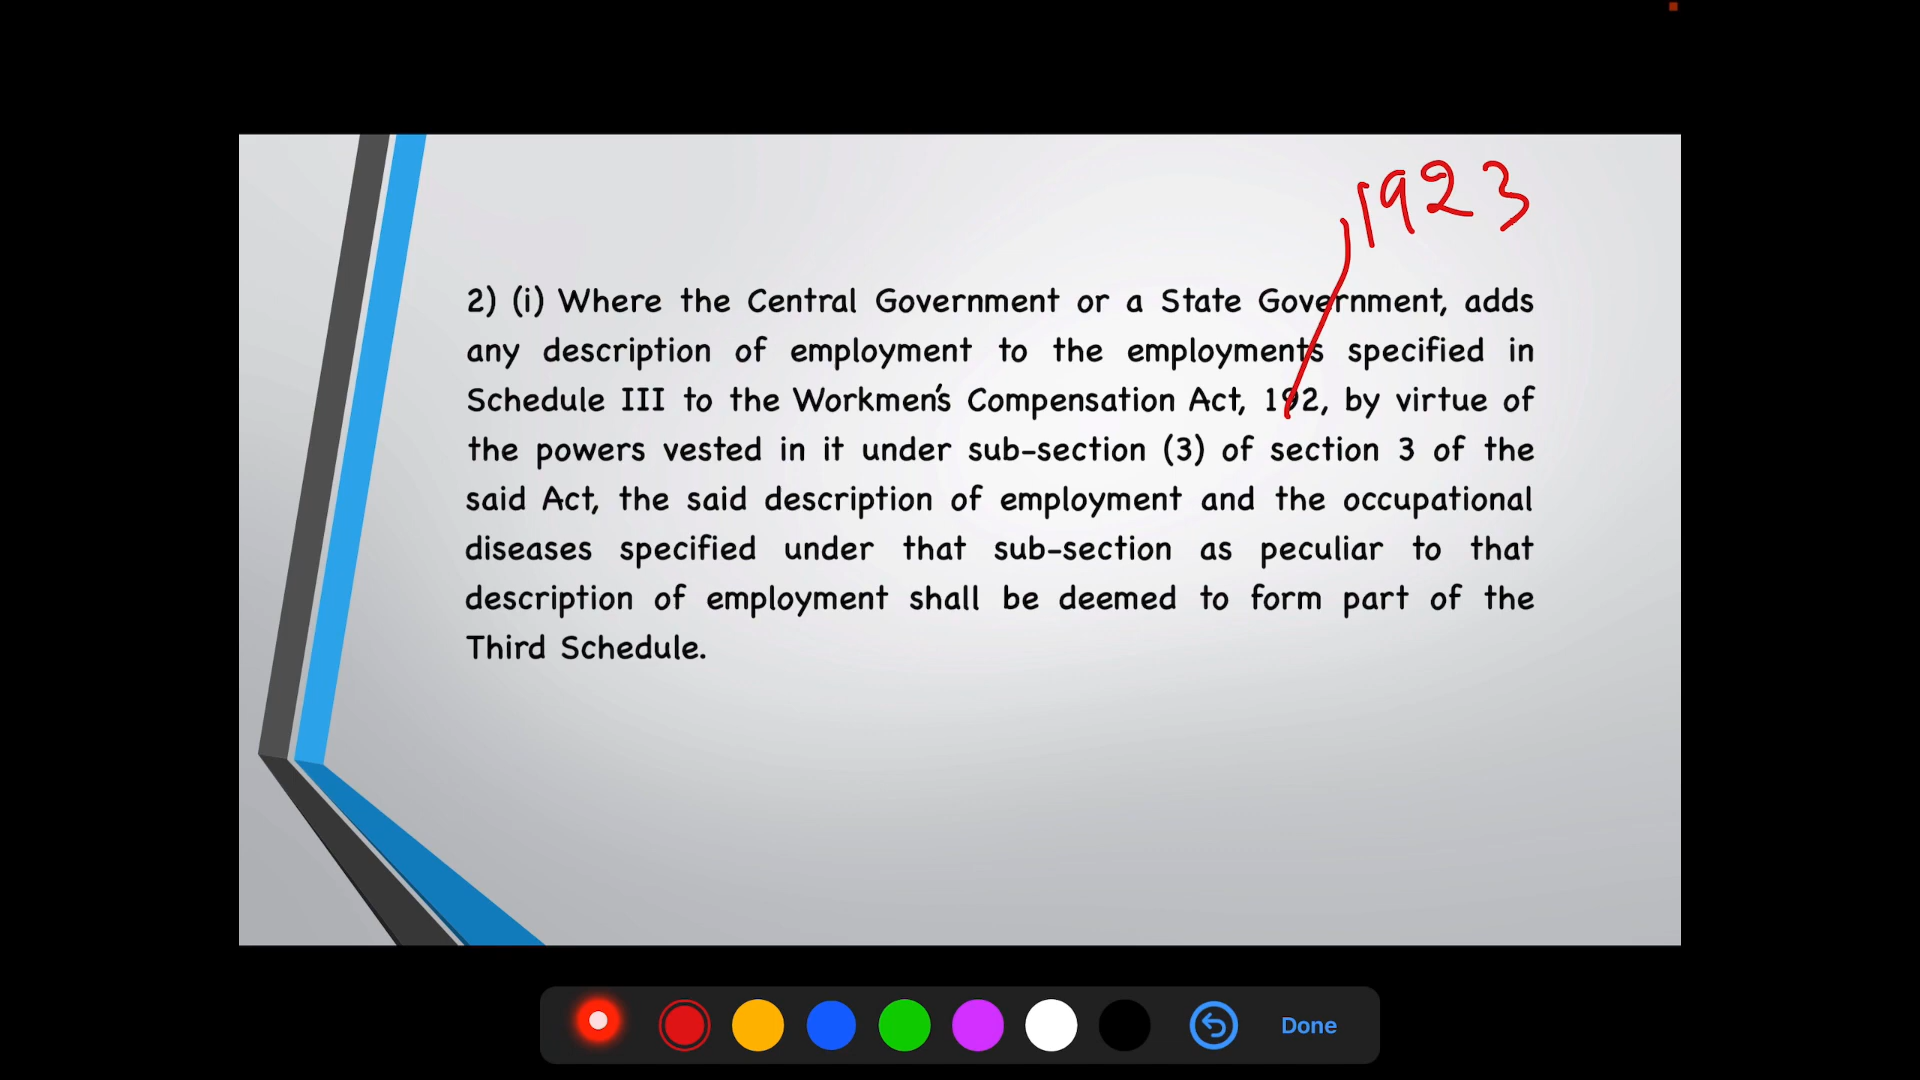 1923
2) (i) Where the Central Government or a State Government, adds
any description of employment to the employments specified in
Schedule III to the Workmen's Compensation Act, 192, by virtue of
the powers vested in it under sub-section (3) of section 3 of the
said Act, the said description of employment and the occupational
diseases specified under that sub-section as peculiar to that
description of employment shall be deemed to form part of the
Third Schedule.
Done